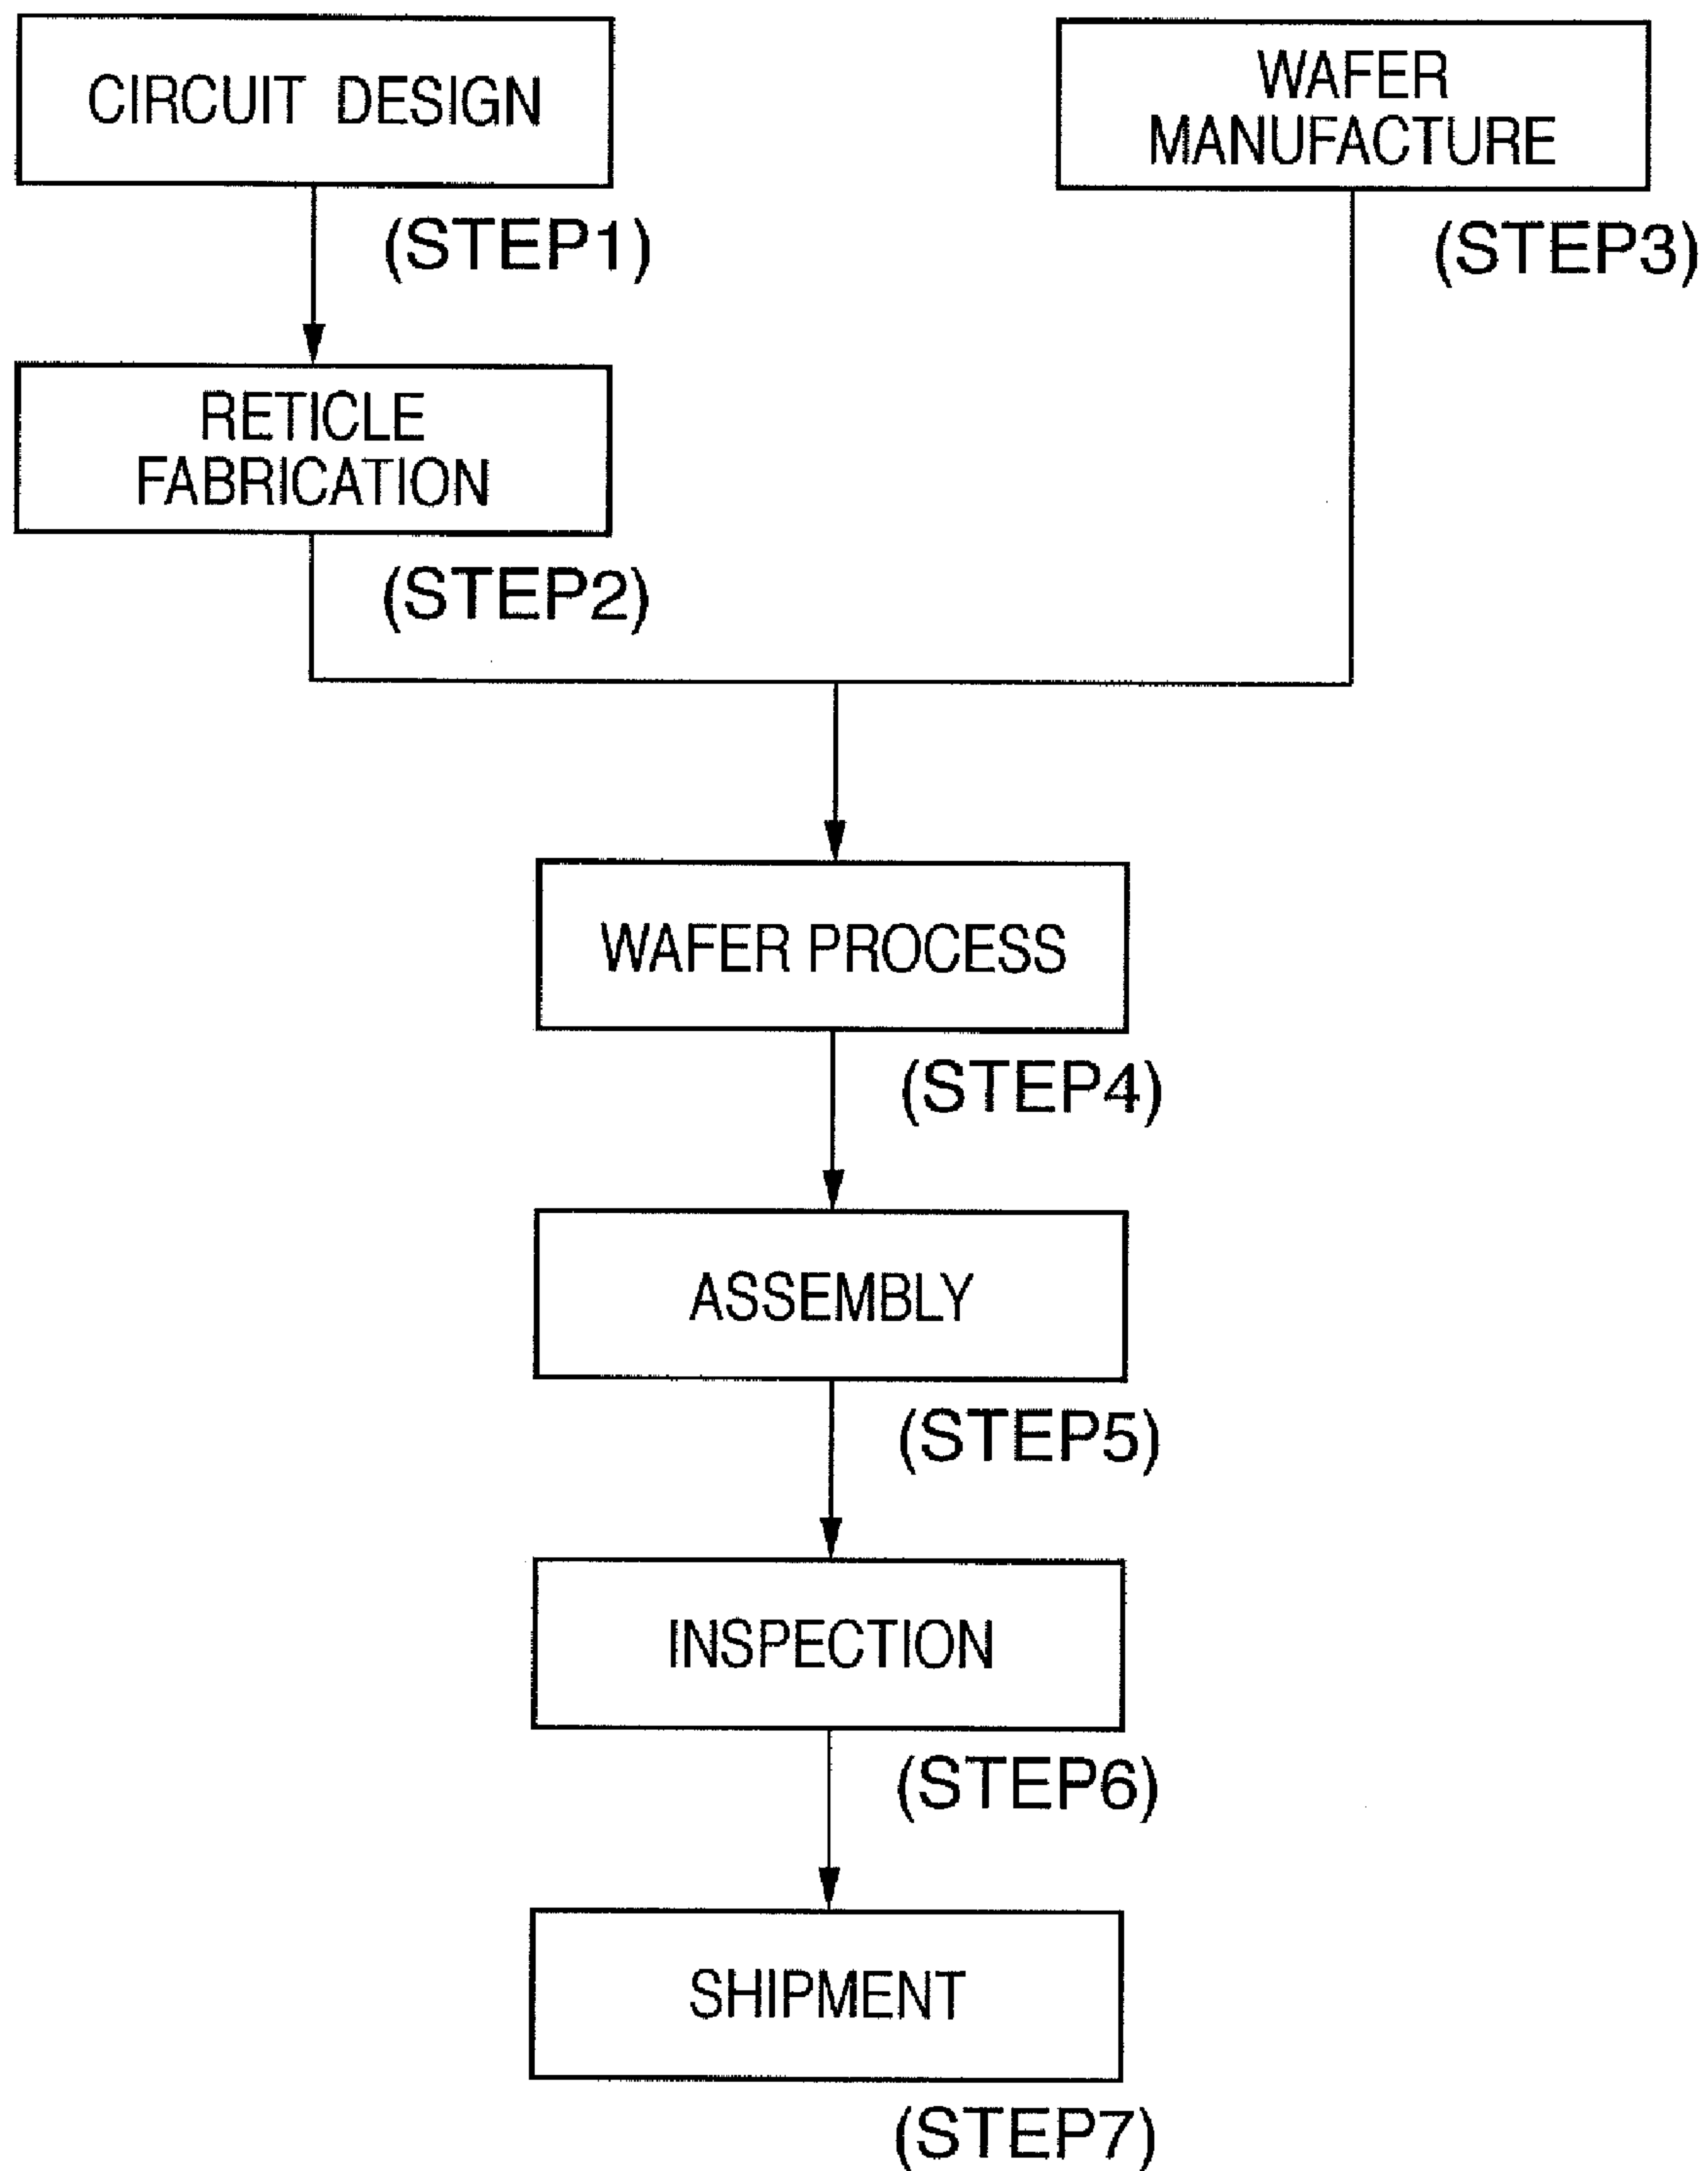 CIRCUIT DESIGN
(STEP1)
RETICLE
FABRICATION
(STEP2)
WAFER
MANUFACTURE
(STEP3)
WAFER PROCESS
(STEP4)
ASSEMBLY
(STEP5)
INSPECTION
(STEP6)
SHIPMENT
(STEP7)